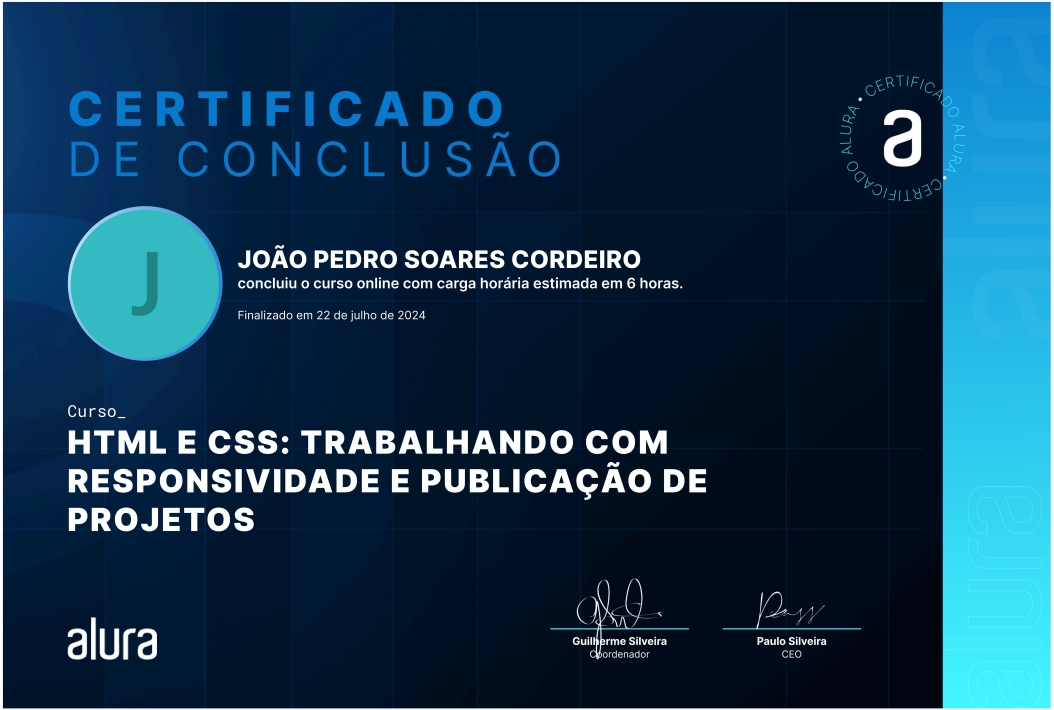 CERTIFICADO
DE CONCLUSÃO
CERTIFICADO ALURA • CERTIFICADO ALURA •
a
J
JOÃO PEDRO SOARES CORDEIRO
concluiu o curso online com carga horária estimada em 6 horas.
Finalizado em 22 de julho de 2024
Curso_
HTML E CSS: TRABALHANDO COM
RESPONSIVIDADE E PUBLICAÇÃO DE
PROJETOS
alura
Guilherme Silveira
Coordenador
Paulo Silveira
CEO
alura
alura